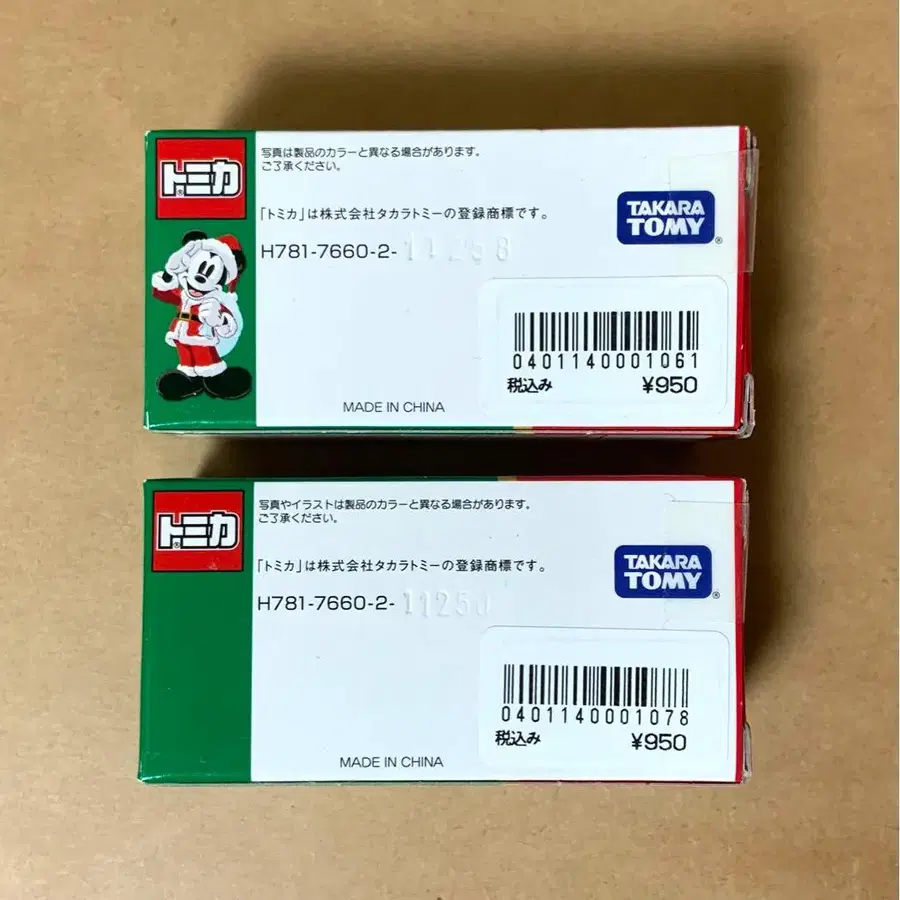 トミカ
写真は製品のカラーと異なる場合があります。
ご了承ください。
「トミカ」は株式会社タカラトミーの登録商標です。
TAKARA
TOMY
H781-7660-2-
0401140001061
税込み ¥950
MADE IN CHINA
トミカ
写真やイラストは製品のカラーと異なる場合があります。
ご了承ください。
「トミカ」は株式会社タカラトミーの登録商標です。
TAKARA
TOMY
H781-7660-2-
0401140001078
税込み ¥950
MADE IN CHINA